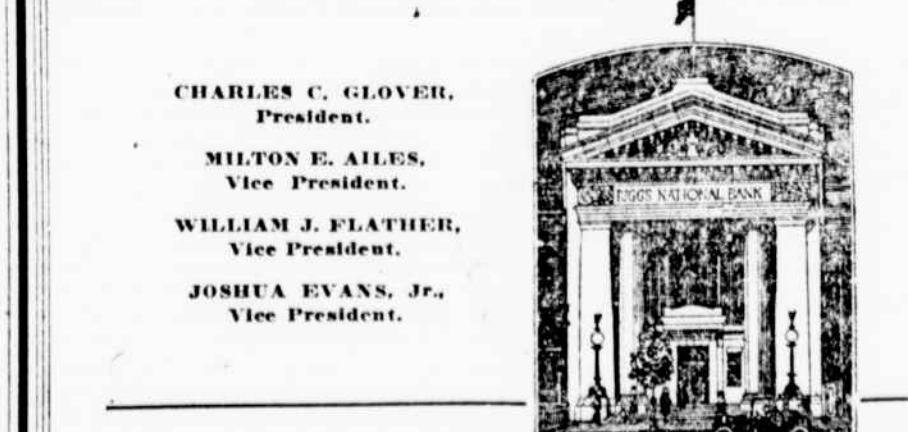 CHARLES C. GLOVER,
President.
MILTON E. AILES,
Vice President.
WILLIAM J. FLATHER,
Vice President.
JOSHUA EVANS, Jr.,
Vice President.
RIGGS NATIONAL BANK